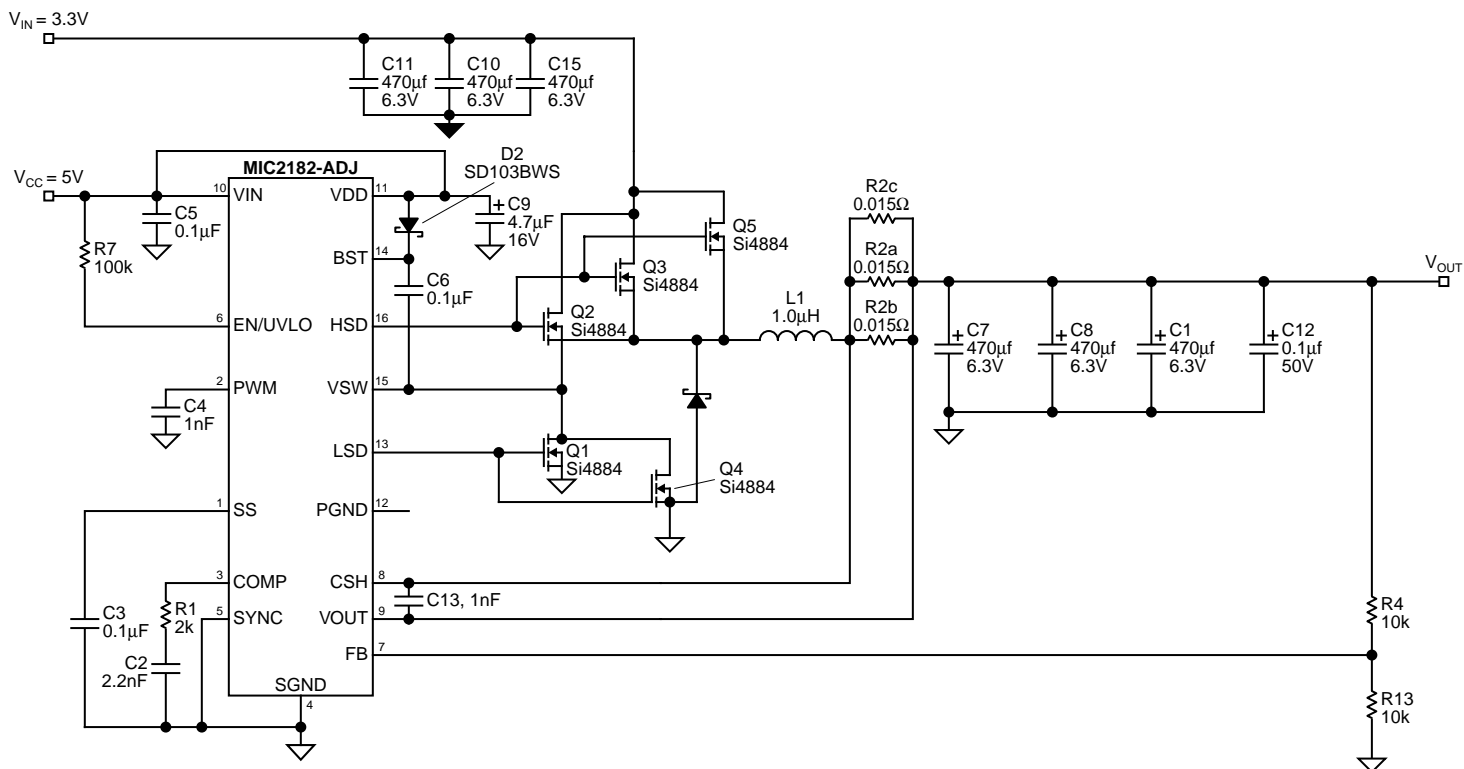 VIN = 3.3V
C11
470µf
6.3V
C10
470µf
6.3V
C15
470µf
6.3V
VCC = 5V
MIC2182-ADJ
10
VIN
VDD
11
D2
SD103BWS
C5
0.1µF
R7
100k
+
C9
4.7µF
16V
BST
14
C6
0.1µF
6
EN/UVLO
HSD
16
Q2
Si4884
Q3
Si4884
Q5
Si4884
L1
1.0µH
R2c
0.015Ω
R2a
0.015Ω
R2b
0.015Ω
VOUT
+
C7
470µf
6.3V
+
C8
470µf
6.3V
+
C1
470µf
6.3V
+
C12
0.1µf
50V
2
PWM
VSW
15
C4
1nF
LSD
13
Q1
Si4884
Q4
Si4884
1
SS
PGND
12
3
COMP
CSH
8
C13, 1nF
5
SYNC
VOUT
9
C3
0.1µF
R1
2k
C2
2.2nF
FB
7
SGND
4
R4
10k
R13
10k